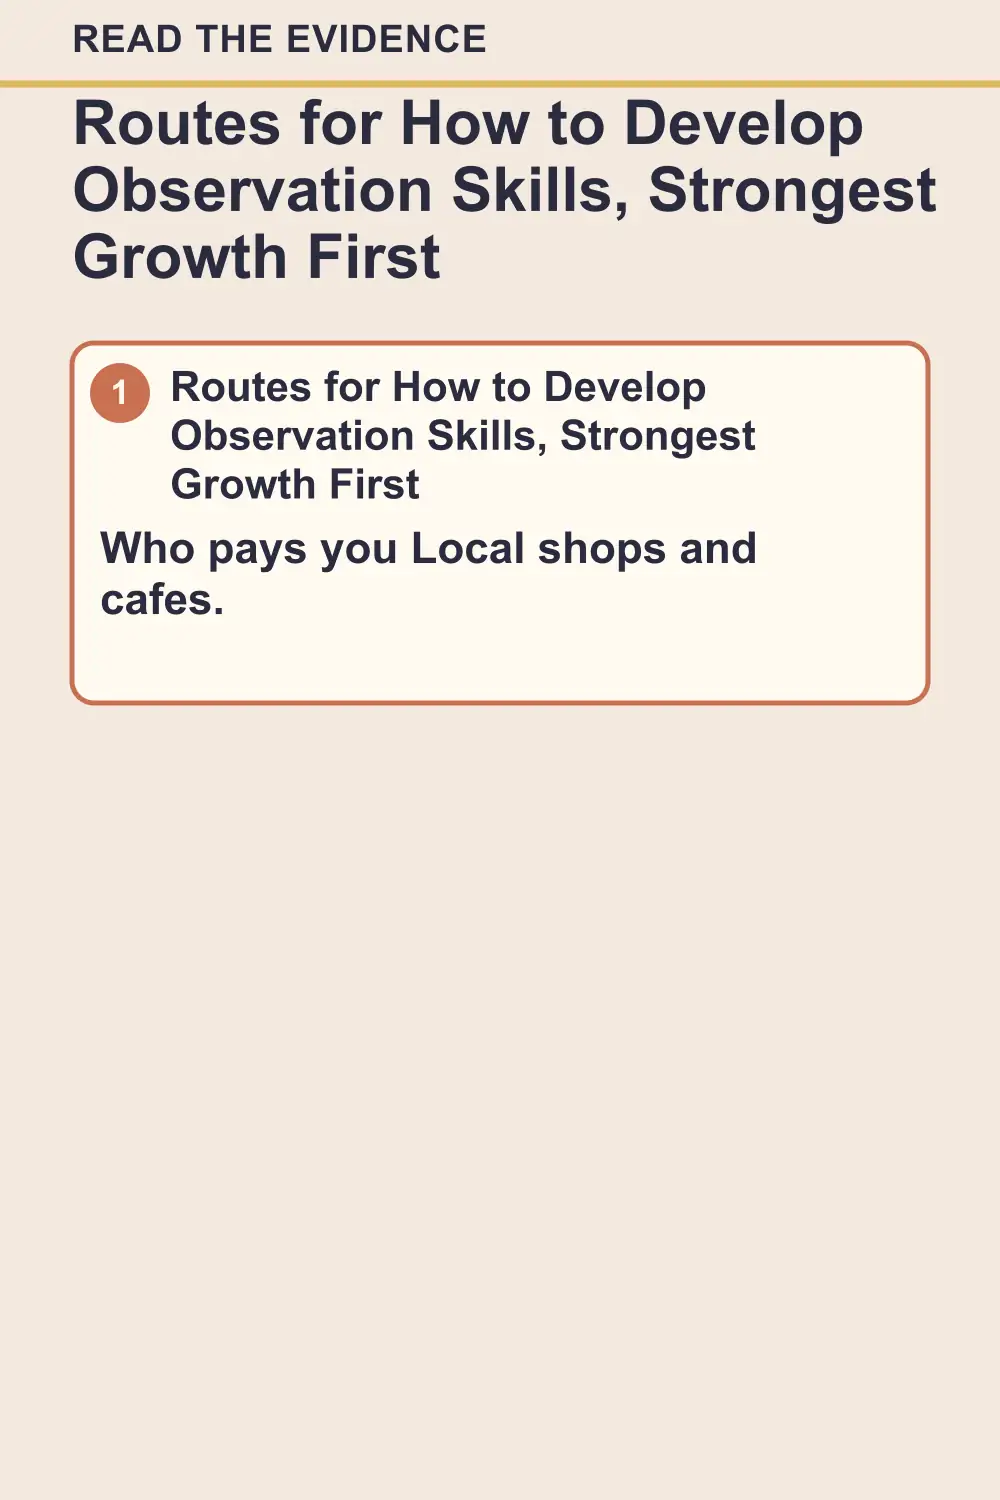 READ THE EVIDENCE
Routes for How to Develop
Observation Skills, Strongest
Growth First
1
Routes for How to Develop
Observation Skills, Strongest
Growth First
Who pays you Local shops and
cafes.